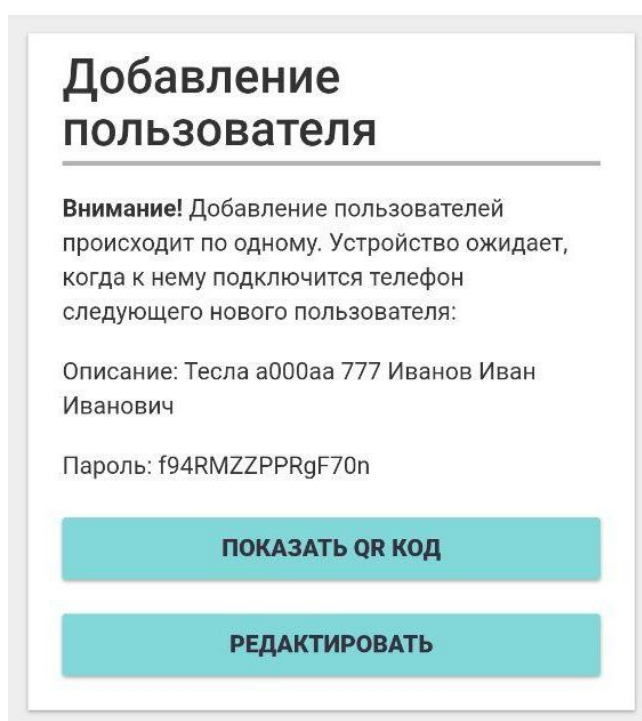 Добавление
пользователя
Внимание! Добавление пользователей
происходит по одному. Устройство ожидает,
когда к нему подключится телефон
следующего нового пользователя:
Описание: Тесла а000аа 777 Иванов Иван
Иванович
Пароль: f94RMZZPPRgF70n
ПОКАЗАТЬ QR КОД
РЕДАКТИРОВАТЬ